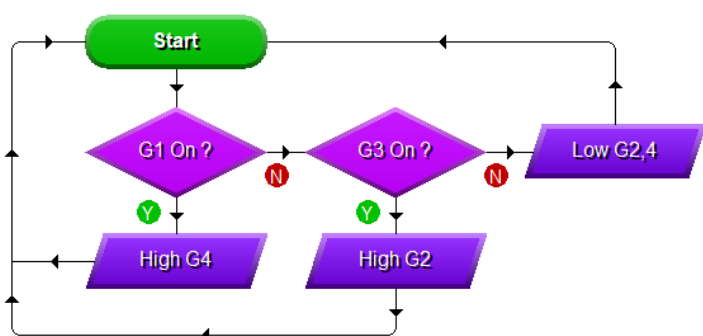 Start
G1 On ?
N
G3 On ?
N
Low G2,4
Y
Y
High G4
High G2